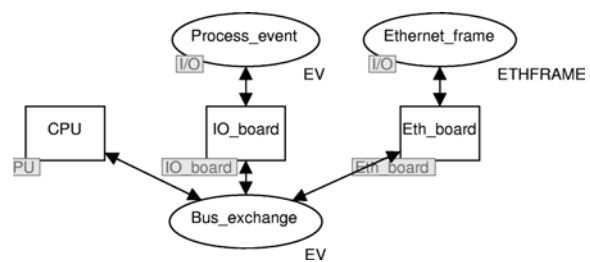 Process_event
Ethernet_frame
I/O
I/O
EV
ETHFRAME
CPU
IO_board
Eth_board
PU
IO_board
Eth_board
Bus_exchange
EV